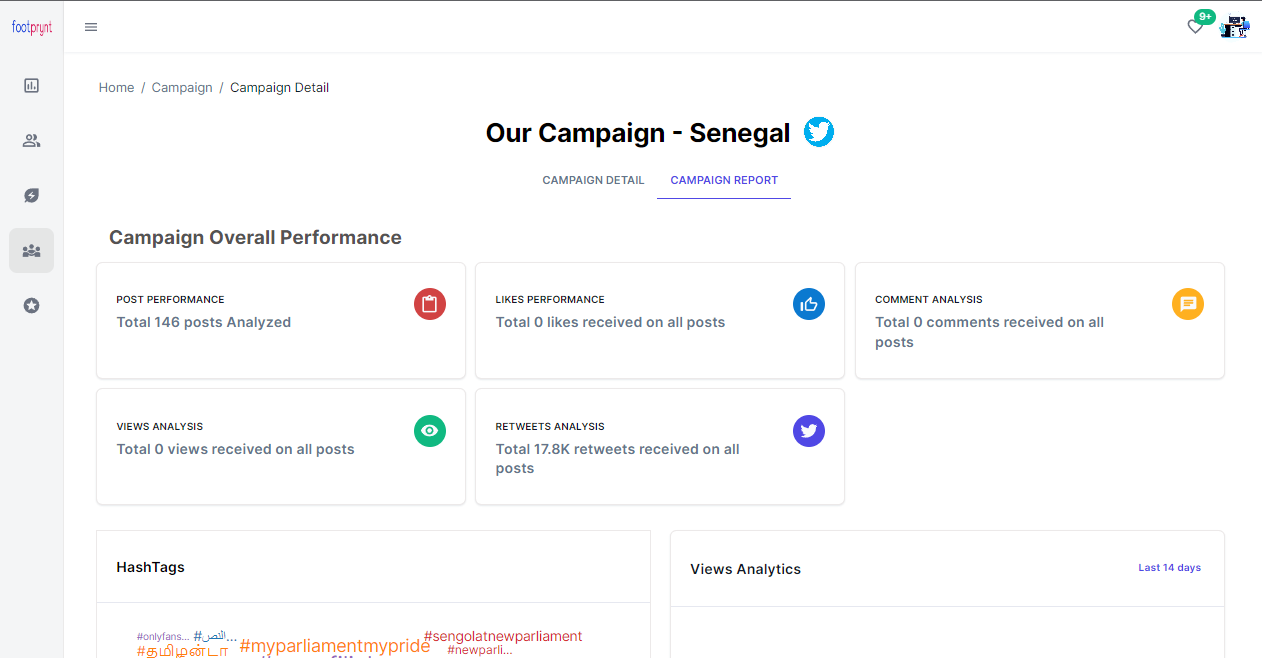 footprynt
9+
Home / Campaign / Campaign Detail
Our Campaign - Senegal
CAMPAIGN DETAIL
CAMPAIGN REPORT
Campaign Overall Performance
POST PERFORMANCE
Total 146 posts Analyzed
LIKES PERFORMANCE
Total 0 likes received on all posts
COMMENT ANALYSIS
Total 0 comments received on all
posts
VIEWS ANALYSIS
Total 0 views received on all posts
RETWEETS ANALYSIS
Total 17.8K retweets received on all
posts
HashTags
Views Analytics
Last 14 days
#onlyfans...
#النص...
#sengolatnewparliament
#தமிழன்டா
#myparliamentmypride
#newparli...